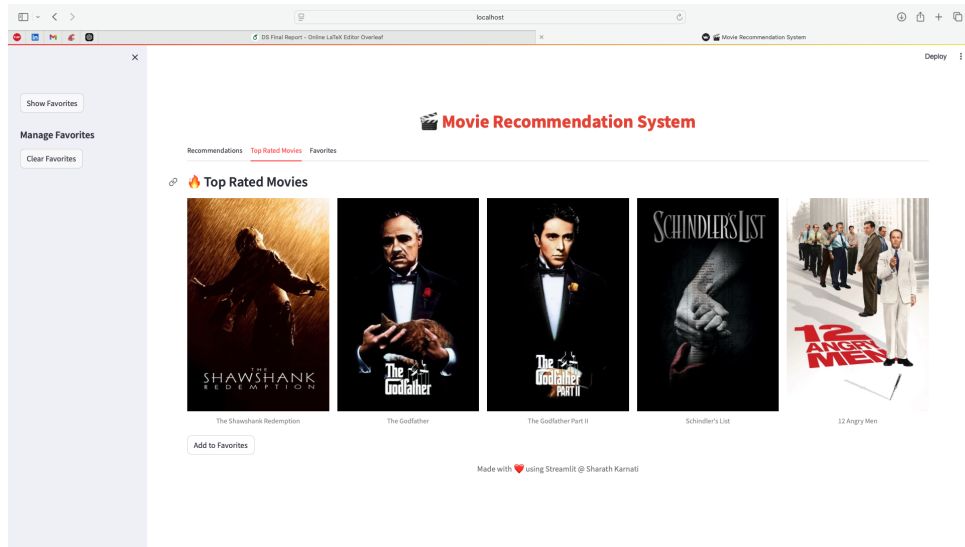 localhost
DS Final Report - Online LaTeX Editor Overleaf
🎬 Movie Recommendation System
Deploy
Show Favorites
Manage Favorites
Clear Favorites
🎬 Movie Recommendation System
Recommendations Top Rated Movies Favorites
🔥 Top Rated Movies
THE
SHAWSHANK
REDEMPTION
The
Godfather
The
Godfather
PART II
SCHINDLER'S LIST
12
ANGRY
MEN
The Shawshank Redemption
The Godfather
The Godfather Part II
Schindler's List
12 Angry Men
Add to Favorites
Made with ❤️ using Streamlit @ Sharath Karnati